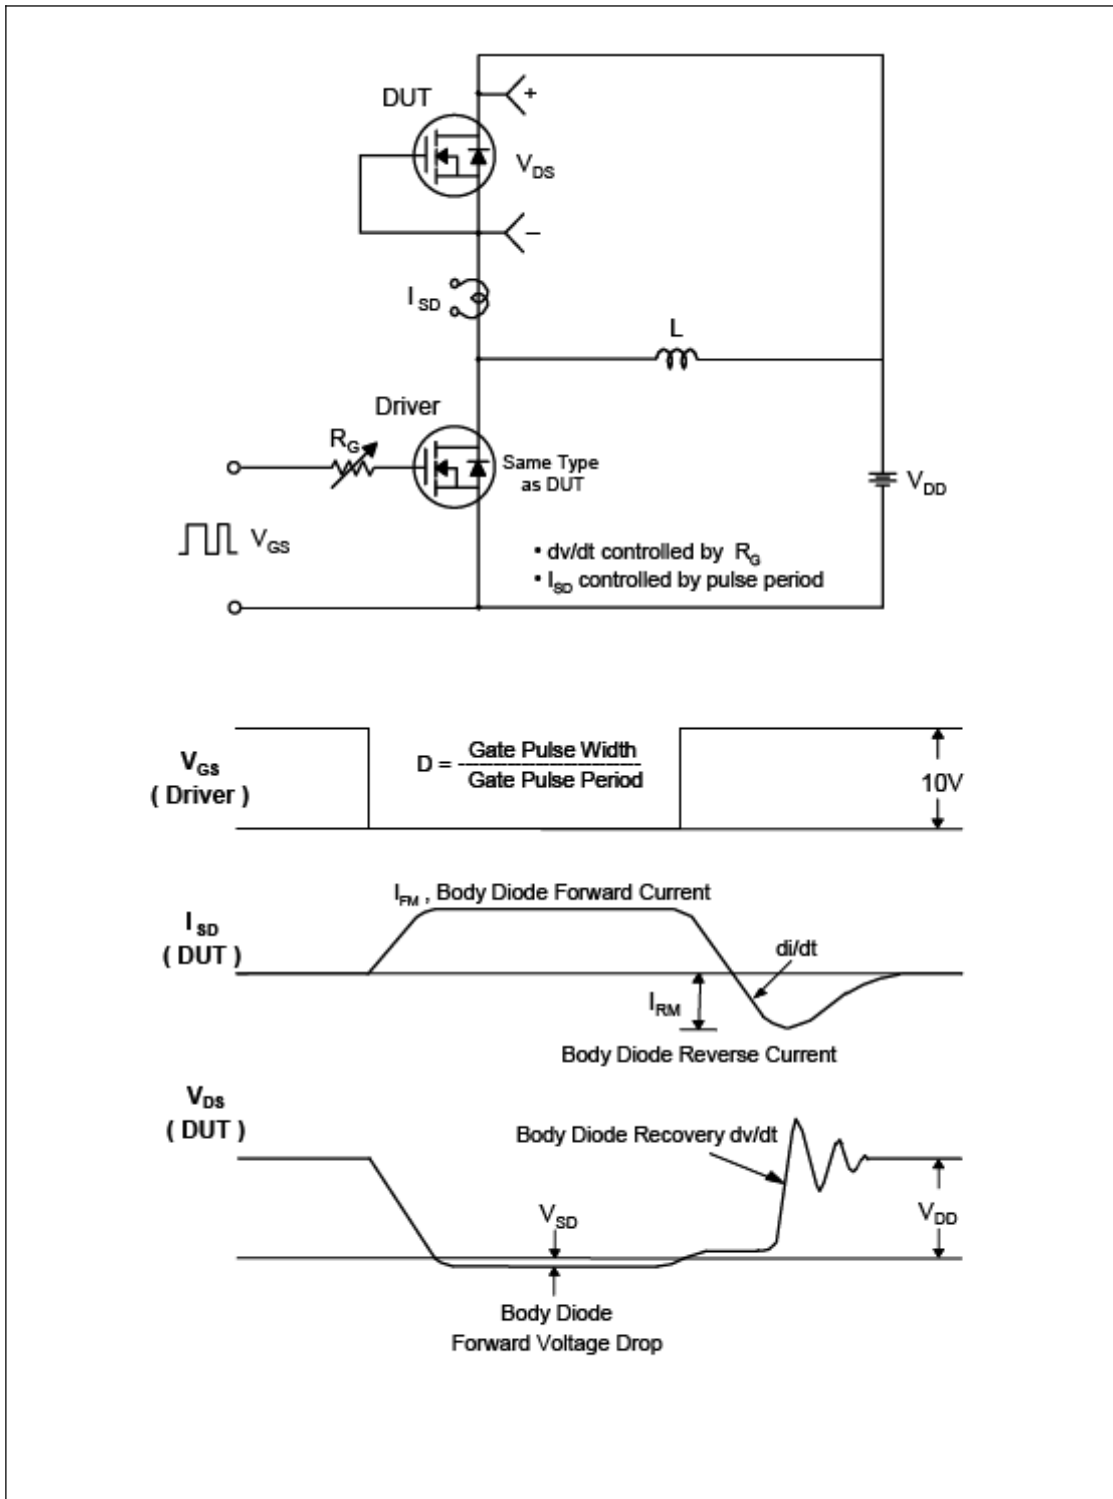 DUT
+
V_DS
–
I_SD
L
Driver
R_G
Same Type
as DUT
V_DD
V_GS
• dv/dt controlled by R_G
• I_SD controlled by pulse period
V_GS
( Driver )
D = Gate Pulse Width
Gate Pulse Period
10V
I_FM , Body Diode Forward Current
I_SD
( DUT )
di/dt
I_RM
Body Diode Reverse Current
V_DS
( DUT )
Body Diode Recovery dv/dt
V_SD
V_DD
Body Diode
Forward Voltage Drop